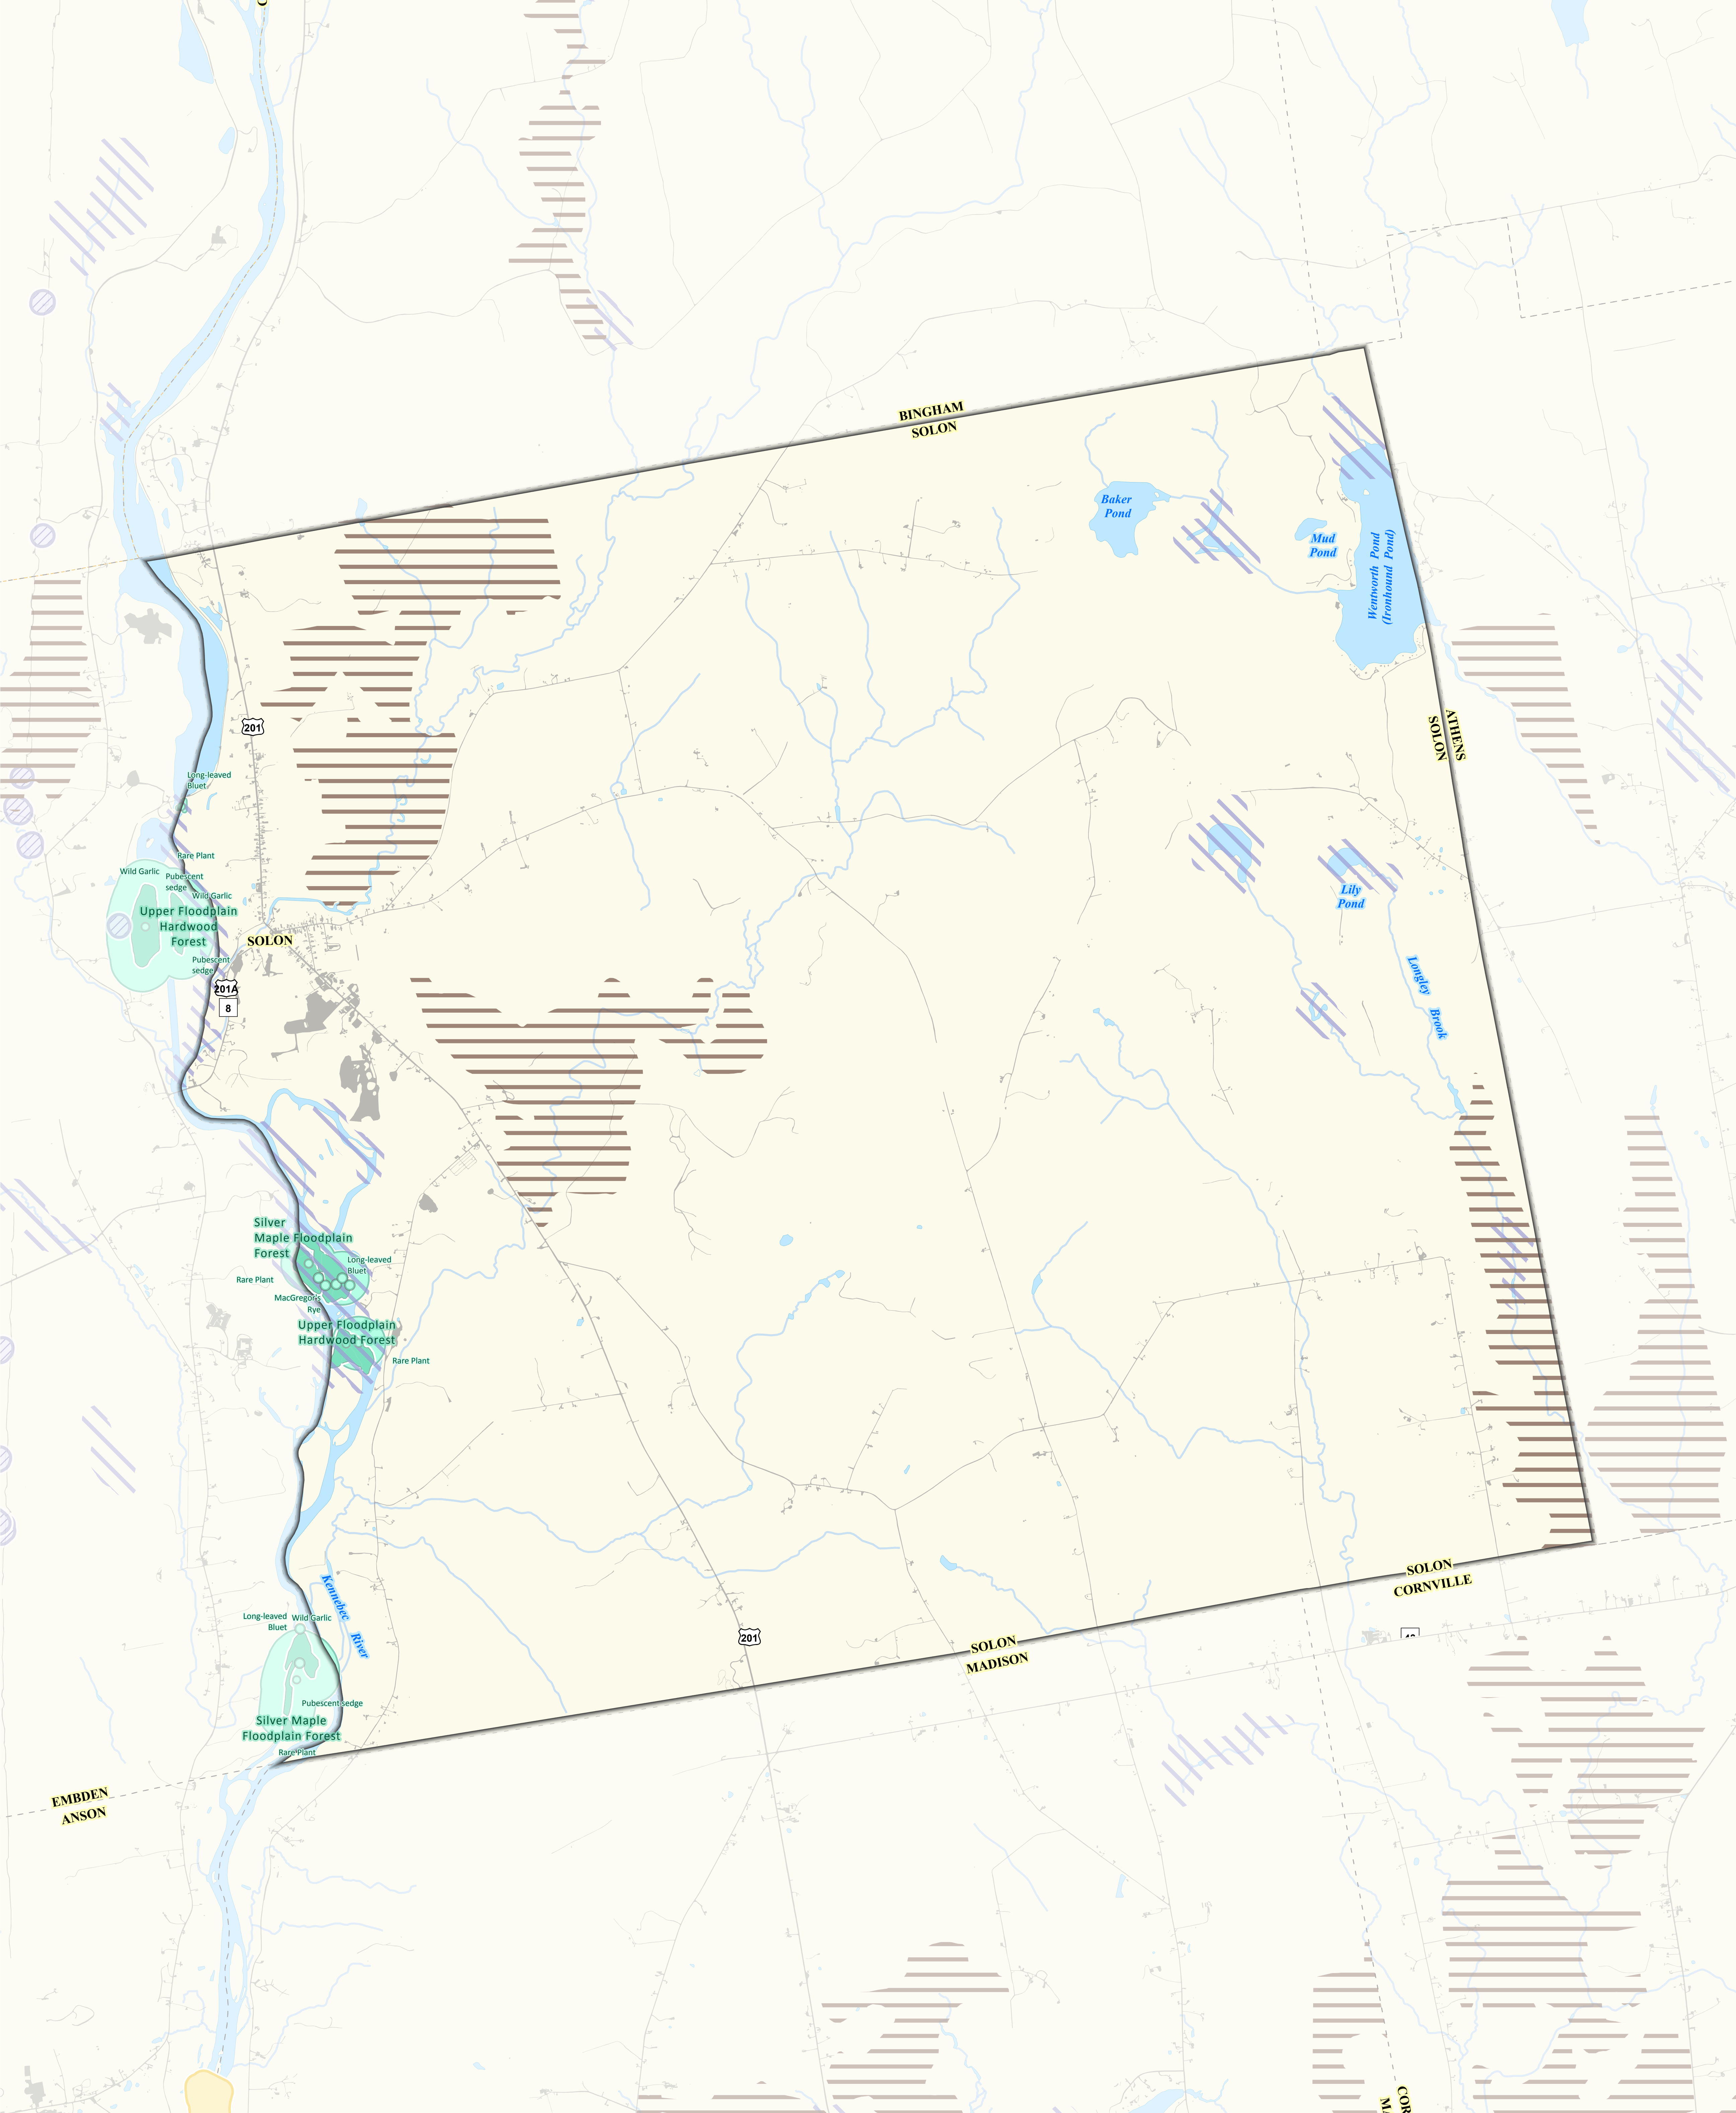 BINGHAM
SOLON
Baker
Pond
Mud
Pond
Wentworth Pond
(Ironhound Pond)
ATHENS
SOLON
201
Long-leaved
Bluet
Rare Plant
Wild Garlic
Pubescent
sedge
Wild Garlic
Upper Floodplain
Hardwood
Forest
Pubescent
sedge
SOLON
201A
8
Lily
Pond
Longley
Brook
Silver
Maple Floodplain
Forest
Long-leaved
Bluet
Rare Plant
MacGregor's
Rye
Upper Floodplain
Hardwood Forest
Rare Plant
Kennebec
River
Long-leaved
Bluet
Wild Garlic
Pubescent sedge
Silver Maple
Floodplain Forest
Rare Plant
201
SOLON
MADISON
SOLON
CORNVILLE
EMBDEN
ANSON